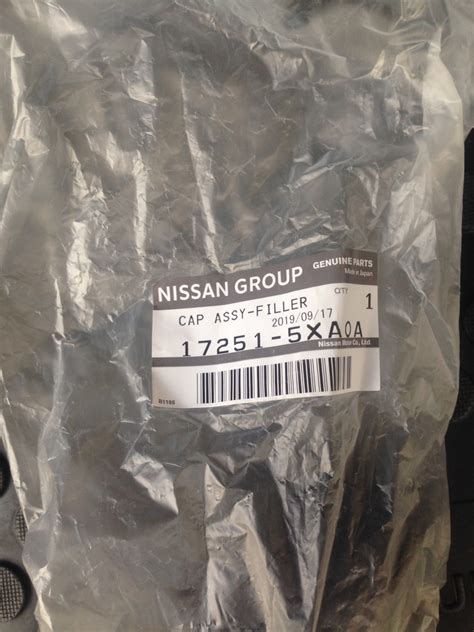 NISSAN GROUP
GENUINE PARTS
Made in Japan
CAP ASSY-FILLER
QTY
1
2019/09/17
17251-5XA0A
Nissan Motor Co., Ltd.
R1105